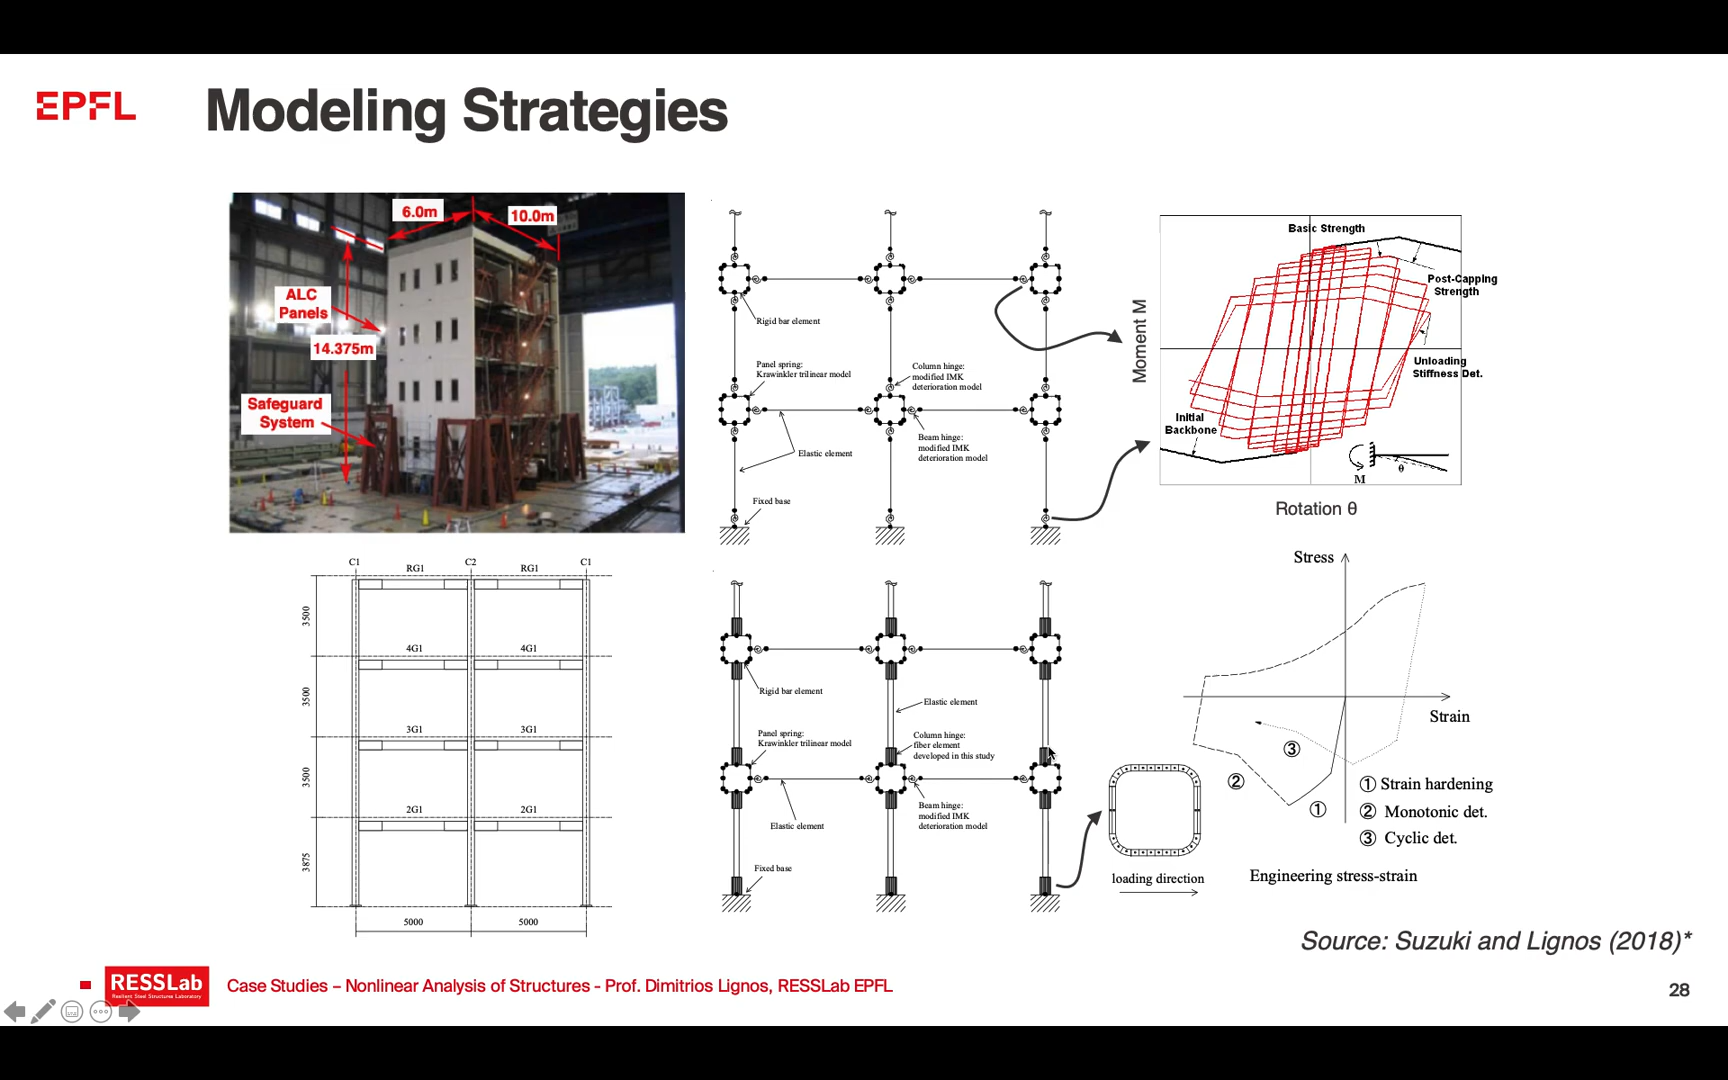 EPFL
Modeling Strategies
6.0m
10.0m
ALC
Panels
14.375m
Safeguard
System
Rigid bar element
Panel spring:
Krawinkler trilinear model
Column hinge:
modified IMK
deterioration model
Beam hinge:
modified IMK
deterioration model
Elastic element
Fixed base
Moment M
Basic Strength
Post-Capping
Strength
Unloading
Stiffness Det.
Initial
Backbone
M
θ
Rotation θ
C1
C2
C1
RG1
RG1
3500
4G1
4G1
3500
3G1
3G1
3500
2G1
2G1
3875
5000
5000
Rigid bar element
Elastic element
Panel spring:
Krawinkler trilinear model
Column hinge:
fiber element
developed in this study
Beam hinge:
modified IMK
deterioration model
Elastic element
Fixed base
loading direction
Stress
Strain
③
②
①
① Strain hardening
② Monotonic det.
③ Cyclic det.
Engineering stress-strain
Source: Suzuki and Lignos (2018)*
RESSLab
Resilient Steel Structures Laboratory
Case Studies – Nonlinear Analysis of Structures - Prof. Dimitrios Lignos, RESSLab EPFL
28